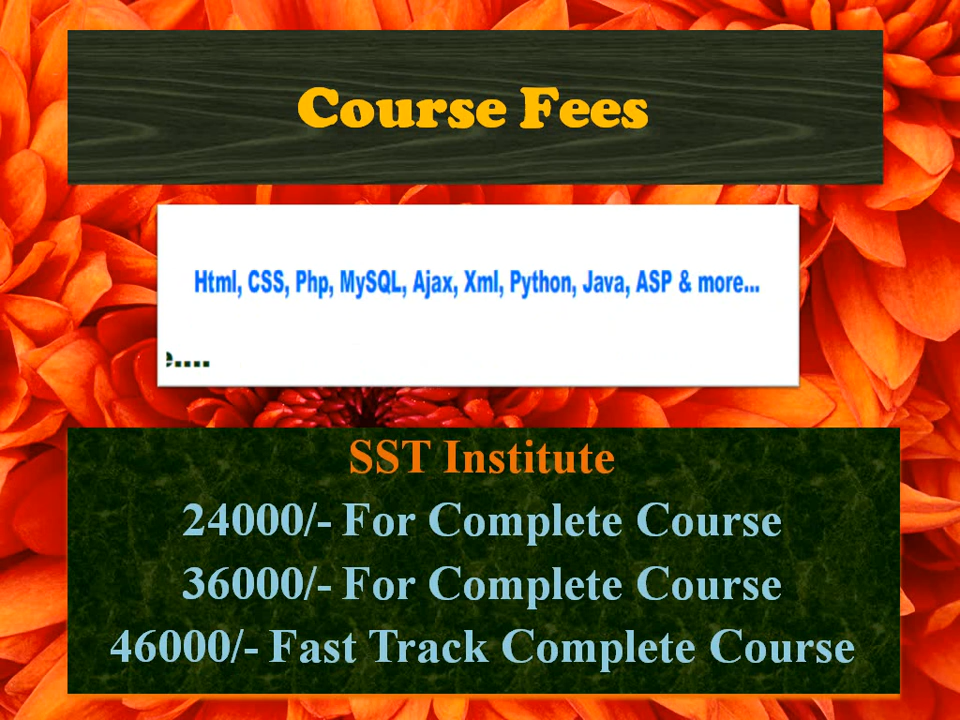 Course Fees
Html, CSS, Php, MySQL, Ajax, Xml, Python, Java, ASP & more...
e....
SST Institute
24000/- For Complete Course
36000/- For Complete Course
46000/- Fast Track Complete Course